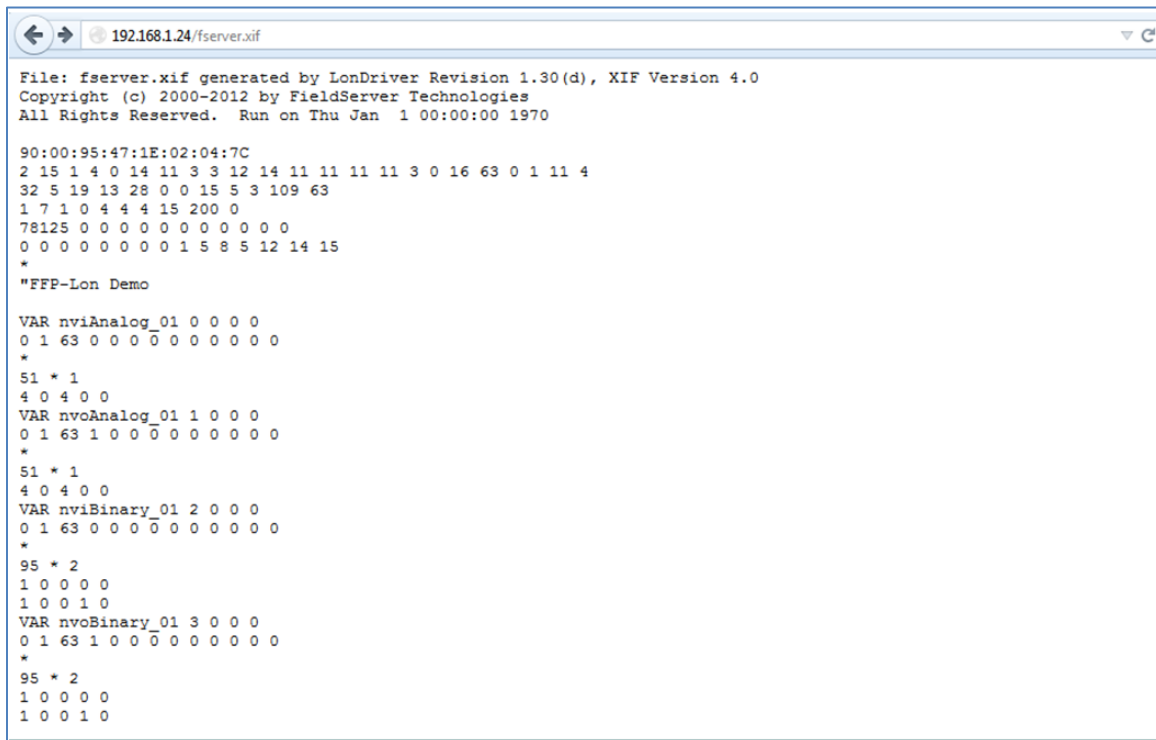 192.168.1.24/fserver.xif
File: fserver.xif generated by LonDriver Revision 1.30(d), XIF Version 4.0
Copyright (c) 2000-2012 by FieldServer Technologies
All Rights Reserved.  Run on Thu Jan  1 00:00:00 1970
90:00:95:47:1E:02:04:7C
2 15 1 4 0 14 11 3 3 12 14 11 11 11 11 3 0 16 63 0 1 11 4
32 5 19 13 28 0 0 15 5 3 109 63
1 7 1 0 4 4 4 15 200 0
78125 0 0 0 0 0 0 0 0 0 0 0
0 0 0 0 0 0 0 0 1 5 8 5 12 14 15
*
"FFP-Lon Demo
VAR nviAnalog_01 0 0 0 0
0 1 63 0 0 0 0 0 0 0 0 0 0
*
51 * 1
4 0 4 0 0
VAR nvoAnalog_01 1 0 0 0
0 1 63 1 0 0 0 0 0 0 0 0 0
*
51 * 1
4 0 4 0 0
VAR nviBinary_01 2 0 0 0
0 1 63 0 0 0 0 0 0 0 0 0 0
*
95 * 2
1 0 0 0 0
1 0 0 1 0
VAR nvoBinary_01 3 0 0 0
0 1 63 1 0 0 0 0 0 0 0 0 0
*
95 * 2
1 0 0 0 0
1 0 0 1 0